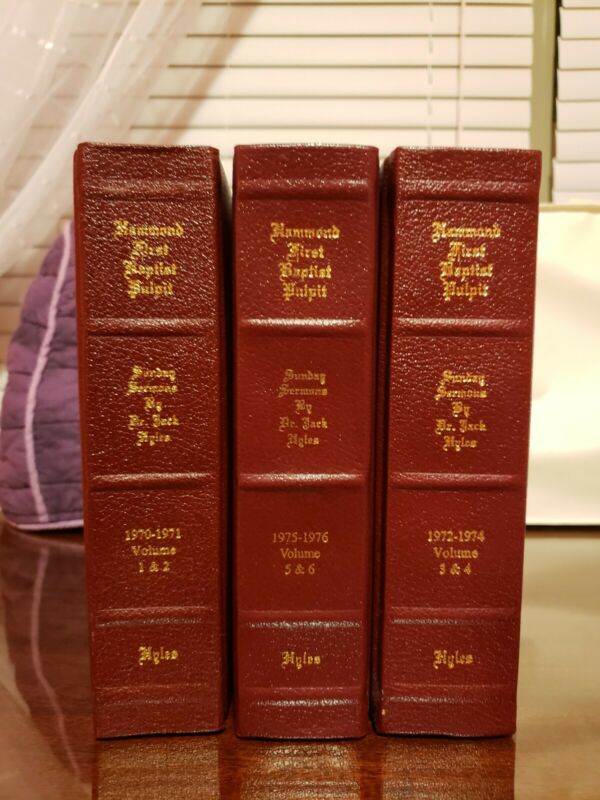 Hammond
First
Baptist
Pulpit
Sunday
Sermons
By
Dr. Jack
Hyles
1970-1971
Volume
1 & 2
Hyles
Hammond
First
Baptist
Pulpit
Sunday
Sermons
By
Dr. Jack
Hyles
1975-1976
Volume
5 & 6
Hyles
Hammond
First
Baptist
Pulpit
Sunday
Sermons
By
Dr. Jack
Hyles
1972-1974
Volume
3 & 4
Hyles